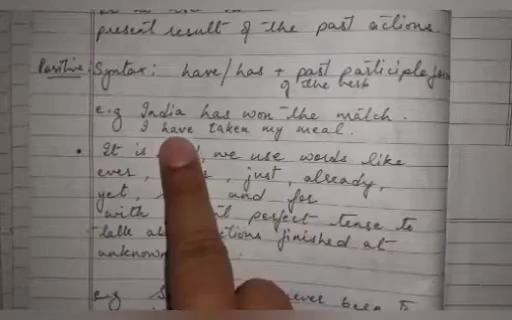 present result of the past actions.
Positive: Syntax: have/has + past participle form
of the verb
e.g India has won the match.
I have taken my meal.
• It is , we use words like
ever, , just, already,
yet, and for
with perfect tense to
talk actions finished at
unknown
e.g S ever been to